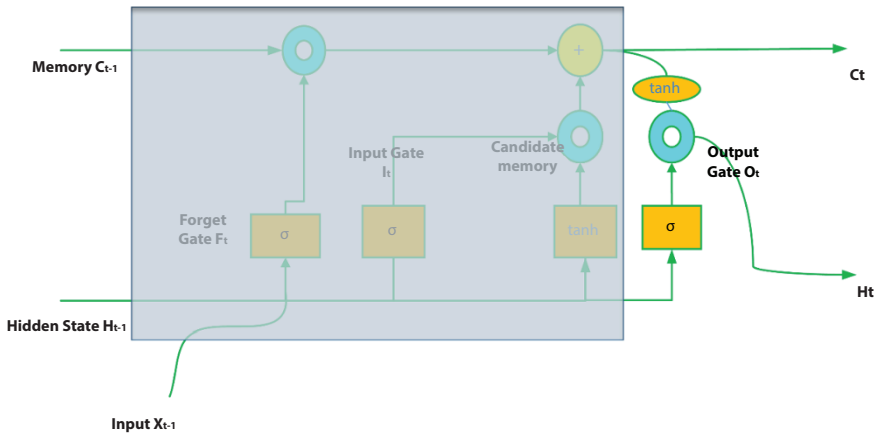 +
Memory Ct-1
Ct
tanh
Input Gate
It
Candidate
memory
Output
Gate Ot
Forget
Gate Ft
σ
σ
tanh
σ
Ht
Hidden State Ht-1
Input Xt-1